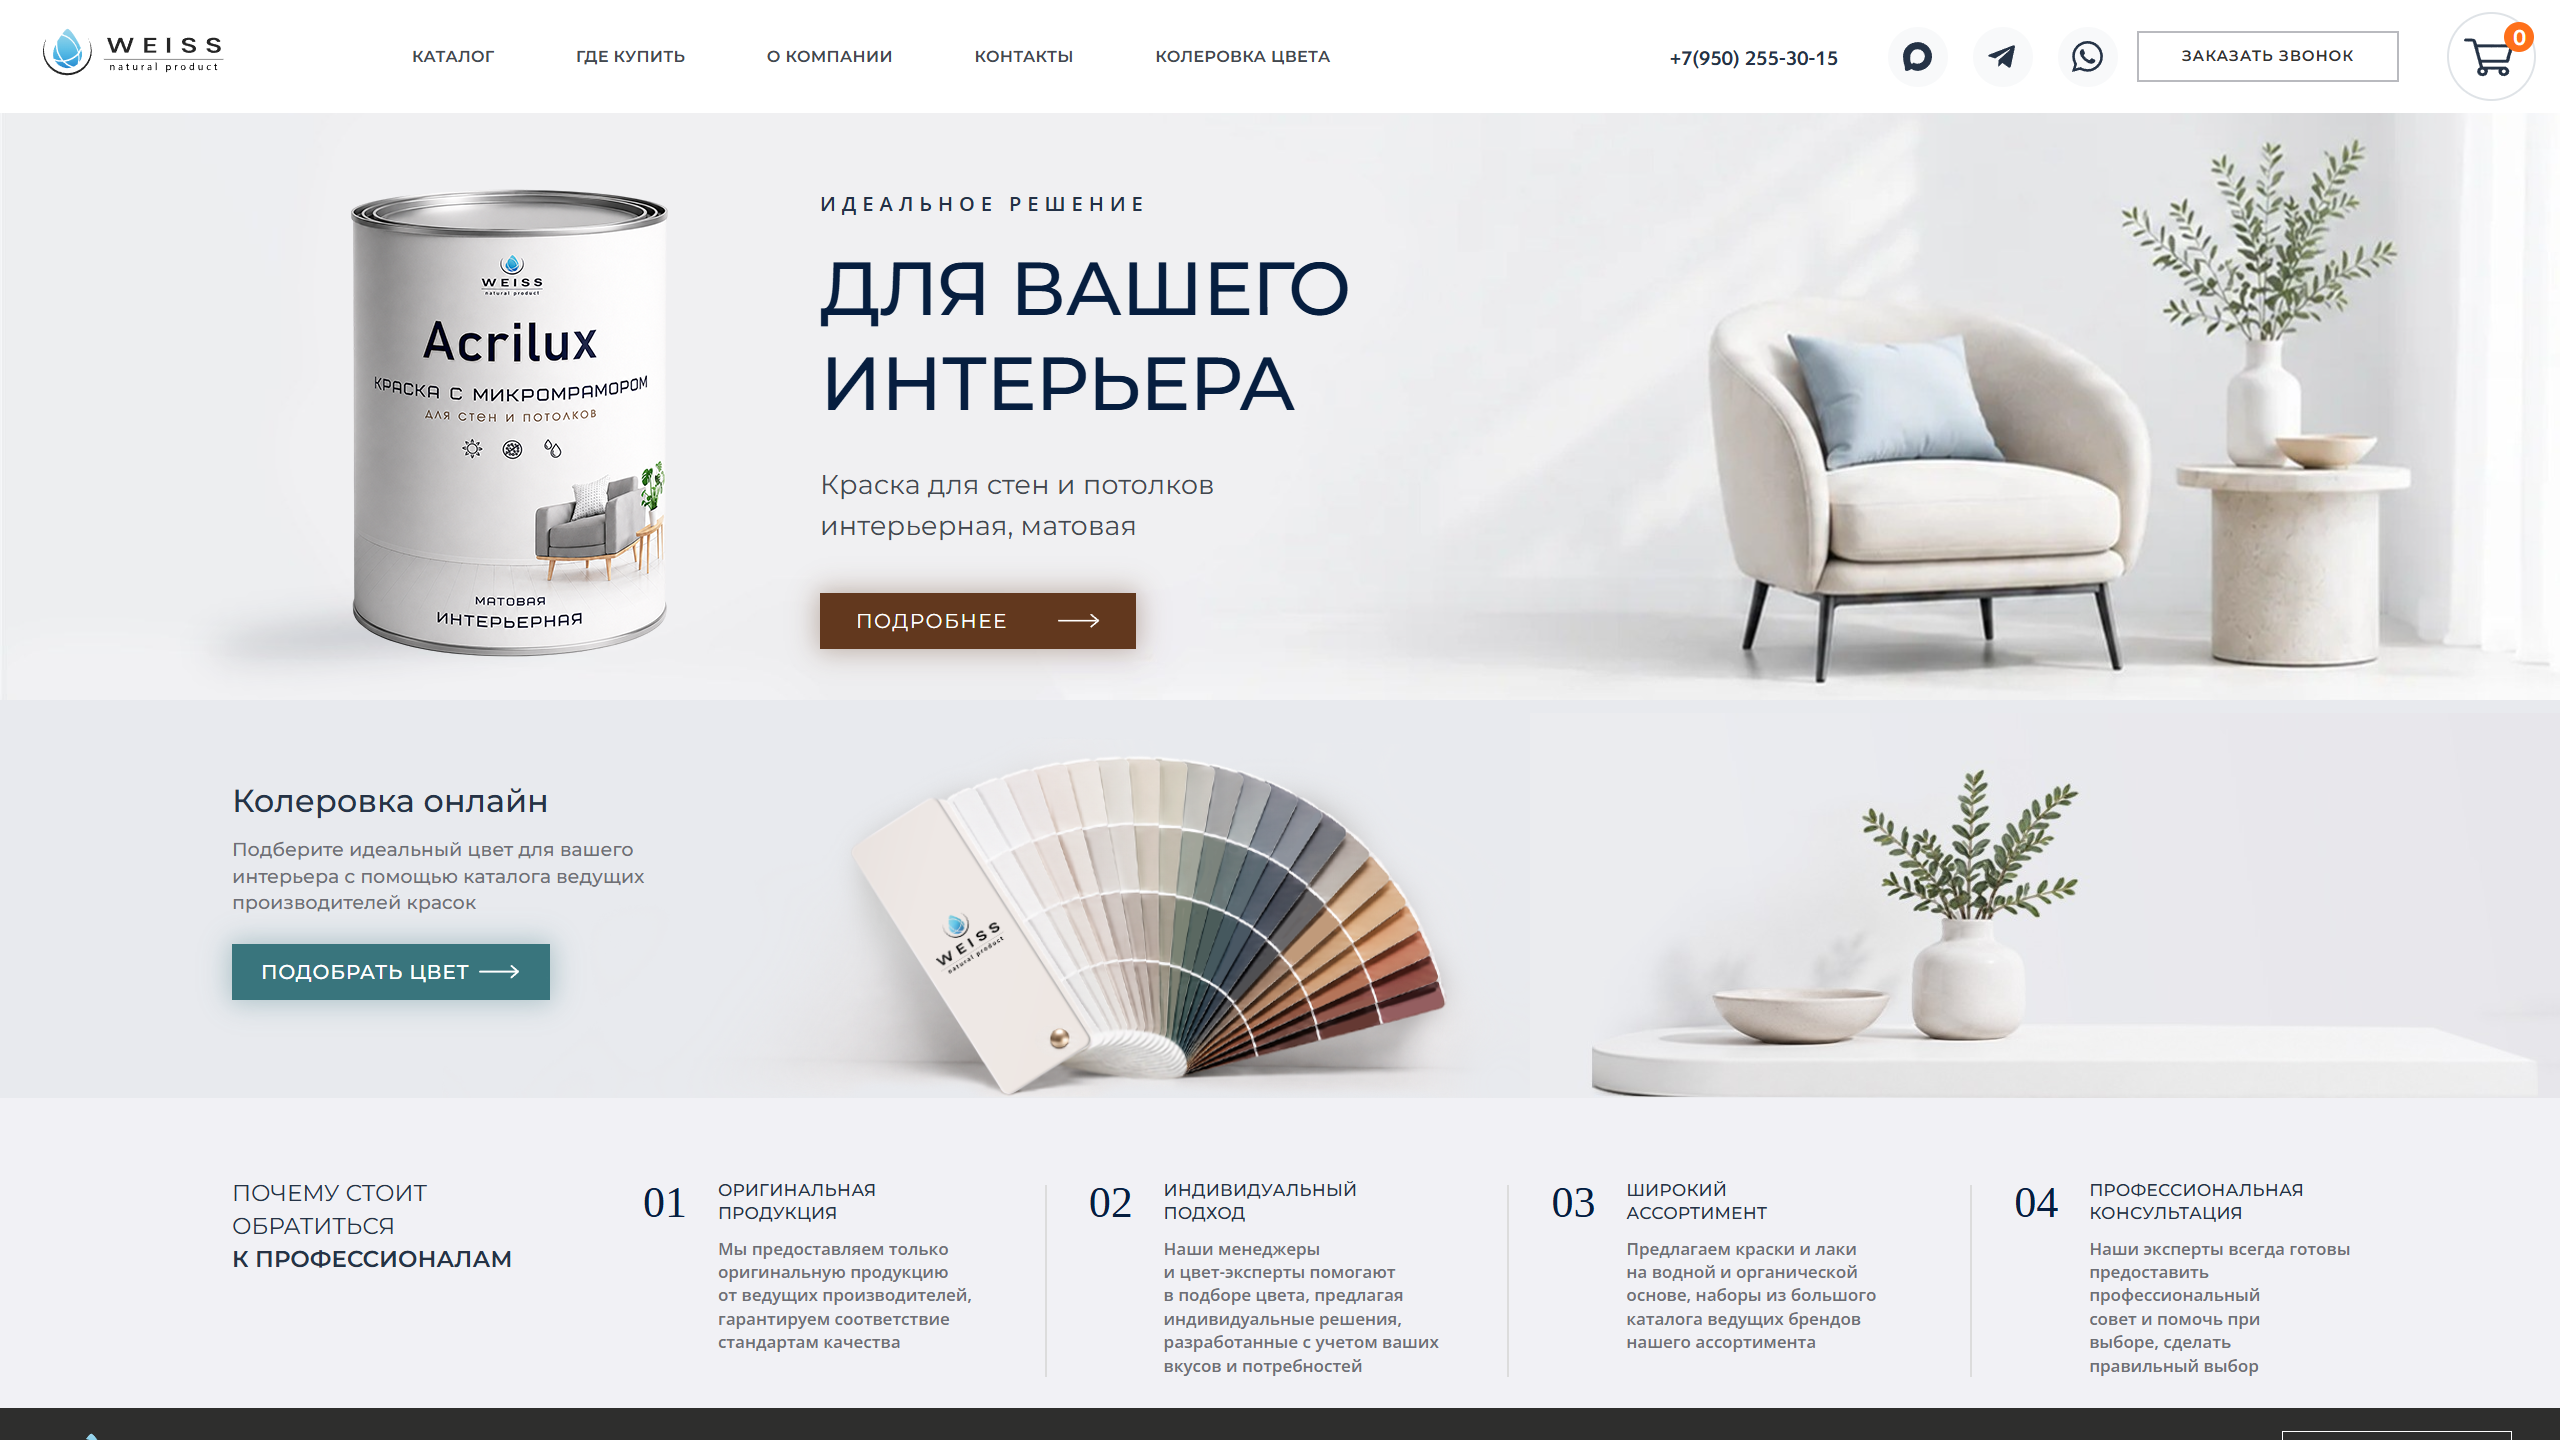 WEISS
natural product
КАТАЛОГ
ГДЕ КУПИТЬ
О КОМПАНИИ
КОНТАКТЫ
КОЛЕРОВКА ЦВЕТА
+7(950) 255-30-15
ЗАКАЗАТЬ ЗВОНОК
0
WEISS
natural product
Acrilux
КРАСКА С МИКРОМРАМОРОМ
ДЛЯ СТЕН И ПОТОЛКОВ
МАТОВАЯ
ИНТЕРЬЕРНАЯ
ИДЕАЛЬНОЕ РЕШЕНИЕ
ДЛЯ ВАШЕГО
ИНТЕРЬЕРА
Краска для стен и потолков
интерьерная, матовая
ПОДРОБНЕЕ
Колеровка онлайн
Подберите идеальный цвет для вашего
интерьера с помощью каталога ведущих
производителей красок
ПОДОБРАТЬ ЦВЕТ
WEISS
natural product
ПОЧЕМУ СТОИТ
ОБРАТИТЬСЯ
К ПРОФЕССИОНАЛАМ
01
ОРИГИНАЛЬНАЯ
ПРОДУКЦИЯ
Мы предоставляем только
оригинальную продукцию
от ведущих производителей,
гарантируем соответствие
стандартам качества
02
ИНДИВИДУАЛЬНЫЙ
ПОДХОД
Наши менеджеры
и цвет-эксперты помогают
в подборе цвета, предлагая
индивидуальные решения,
разработанные с учетом ваших
вкусов и потребностей
03
ШИРОКИЙ
АССОРТИМЕНТ
Предлагаем краски и лаки
на водной и органической
основе, наборы из большого
каталога ведущих брендов
нашего ассортимента
04
ПРОФЕССИОНАЛЬНАЯ
КОНСУЛЬТАЦИЯ
Наши эксперты всегда готовы
предоставить
профессиональный
совет и помочь при
выборе, сделать
правильный выбор